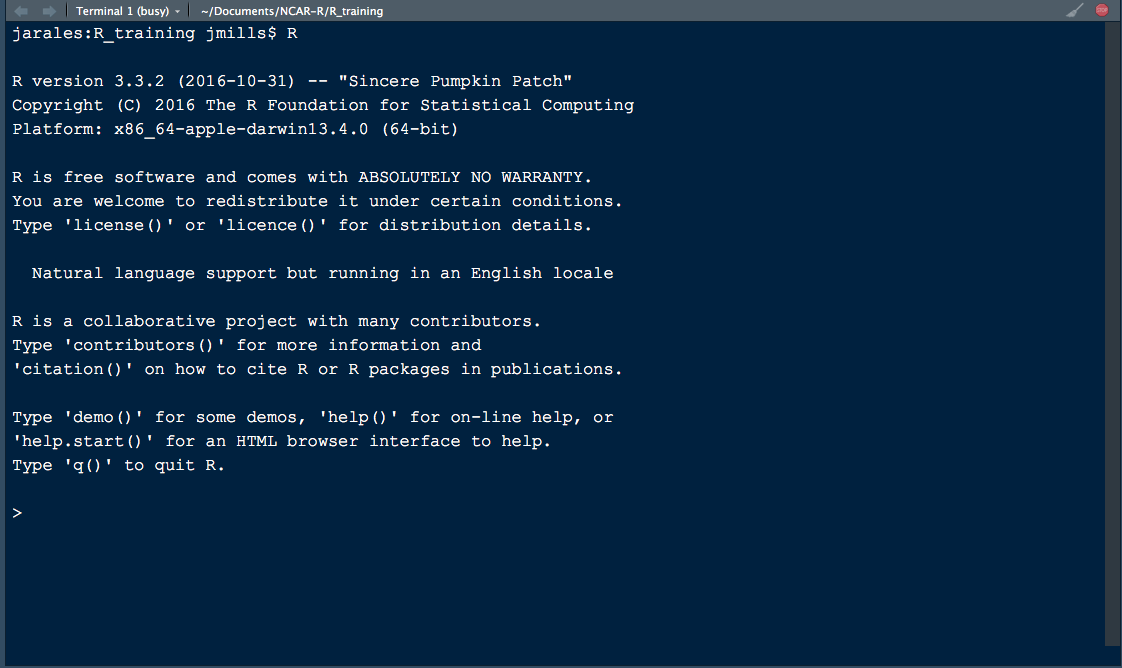 Terminal 1 (busy) ~/Documents/NCAR-R/R_training
jarales:R_training jmills$ R
R version 3.3.2 (2016-10-31) -- "Sincere Pumpkin Patch"
Copyright (C) 2016 The R Foundation for Statistical Computing
Platform: x86_64-apple-darwin13.4.0 (64-bit)
R is free software and comes with ABSOLUTELY NO WARRANTY.
You are welcome to redistribute it under certain conditions.
Type 'license()' or 'licence()' for distribution details.
Natural language support but running in an English locale
R is a collaborative project with many contributors.
Type 'contributors()' for more information and
'citation()' on how to cite R or R packages in publications.
Type 'demo()' for some demos, 'help()' for on-line help, or
'help.start()' for an HTML browser interface to help.
Type 'q()' to quit R.
>